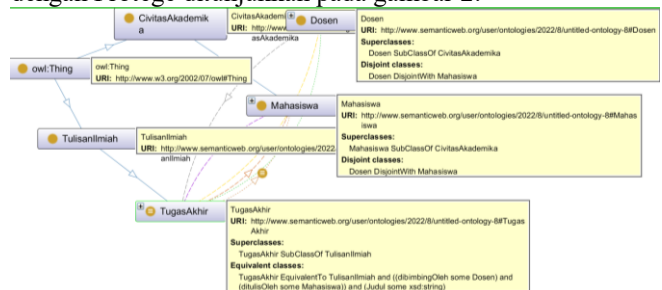 dengan Protege ditunjukkan pada gambar 2.
CivitasAkademik
a
CivitasAkademi
URI: http://www
asAkademika
Dosen
Dosen
URI: http://www.semanticweb.org/user/ontologies/2022/8/untitled-ontology-8#Dosen
Superclasses:
Dosen SubClassOf CivitasAkademika
Disjoint classes:
Dosen DisjointWith Mahasiswa
owl:Thing
owl:Thing
URI: http://www.w3.org/2002/07/owl#Thing
Mahasiswa
Mahasiswa
URI: http://www.semanticweb.org/user/ontologies/2022/8/untitled-ontology-8#Mahas
iswa
Superclasses:
Mahasiswa SubClassOf CivitasAkademika
Disjoint classes:
Dosen DisjointWith Mahasiswa
TulisanIlmiah
TulisanIlmiah
URI: http://www.semanticweb.org/user/ontologies/2022
anIlmiah
TugasAkhir
TugasAkhir
URI: http://www.semanticweb.org/user/ontologies/2022/8/untitled-ontology-8#Tugas
Akhir
Superclasses:
TugasAkhir SubClassOf TulisanIlmiah
Equivalent classes:
TugasAkhir EquivalentTo TulisanIlmiah and ((dibimbingOleh some Dosen) and
(ditulisOleh some Mahasiswa)) and (Judul some xsd:string)